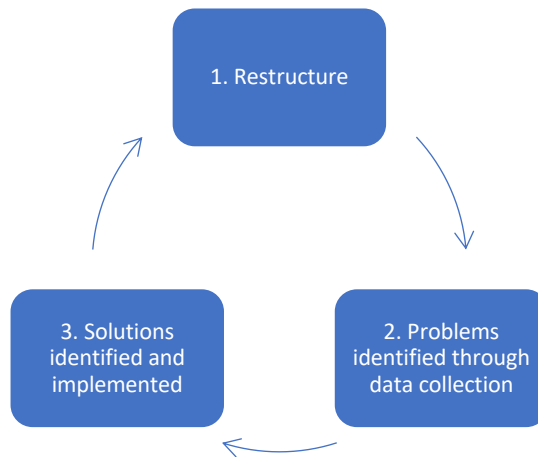 1. Restructure
2. Problems
identified through
data collection
3. Solutions
identified and
implemented